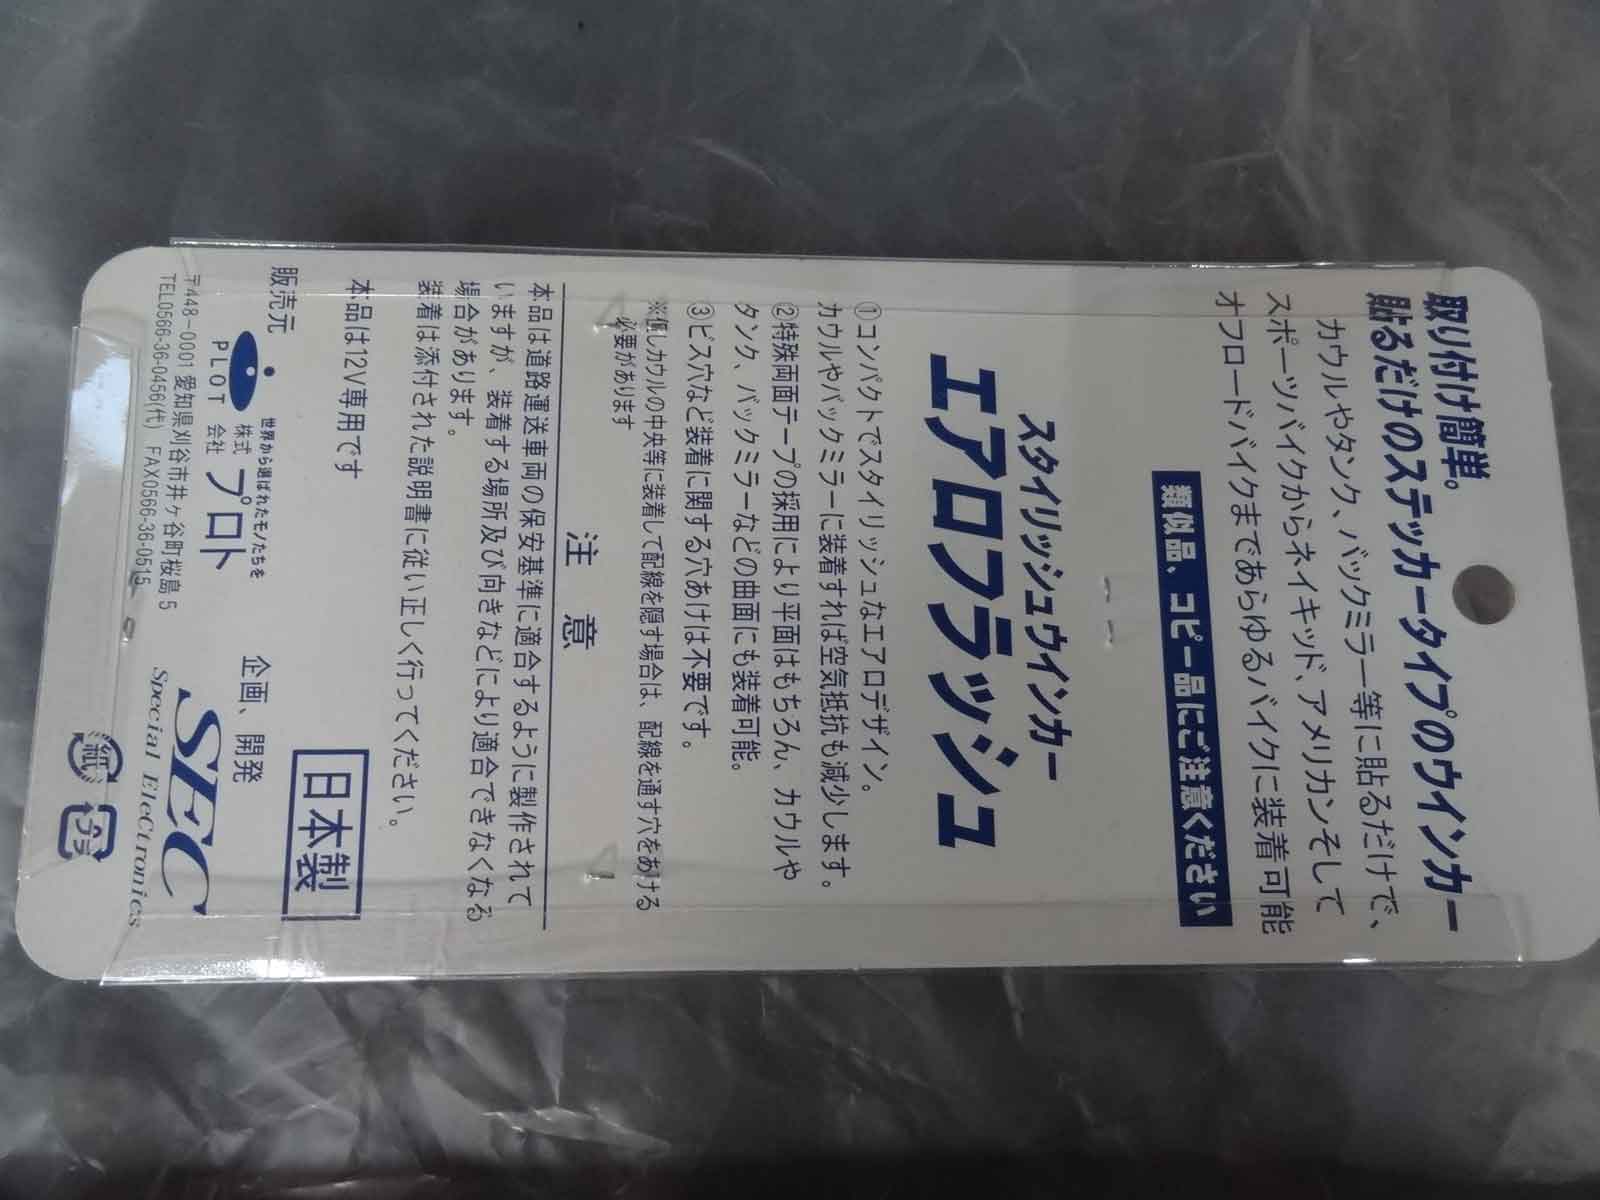 取り付け簡単。
貼るだけのステッカータイプのウインカー
カウルやタンク、バックミラー等に貼るだけで、
スポーツバイクからネイキッド、アメリカンそして
オフロードバイクまであらゆるバイクに装着可能
類似品、コピー品にご注意ください
スタイリッシュウインカー
エアロフラッシュ
①コンパクトでスタイリッシュなエアロデザイン。
カウルやバックミラーに装着すれば空気抵抗も減少します。
②特殊両面テープの採用により平面はもちろん、カウルや
タンク、バックミラーなどの曲面にも装着可能。
③ビス穴など装着に関する穴あけは不要です。
※但しカウルの中央等に装着して配線を隠す場合は、配線を通す穴をあける
必要があります
注 意
本品は道路運送車両の保安基準に適合するように製作されて
いますが、装着する場所及び向きなどにより適合できなくなる
場合があります。
装着は添付された説明書に従い正しく行ってください。
本品は12V専用です
日本製
販売元
世界から選ばれたモノたちを
PLOT
株式会社 プロト
〒448-0001 愛知県刈谷市井ヶ谷町桜島5
TEL0566-36-0456(代) FAX0566-36-0515
企画、開発
SEC
Special Electronics
紙
プラ